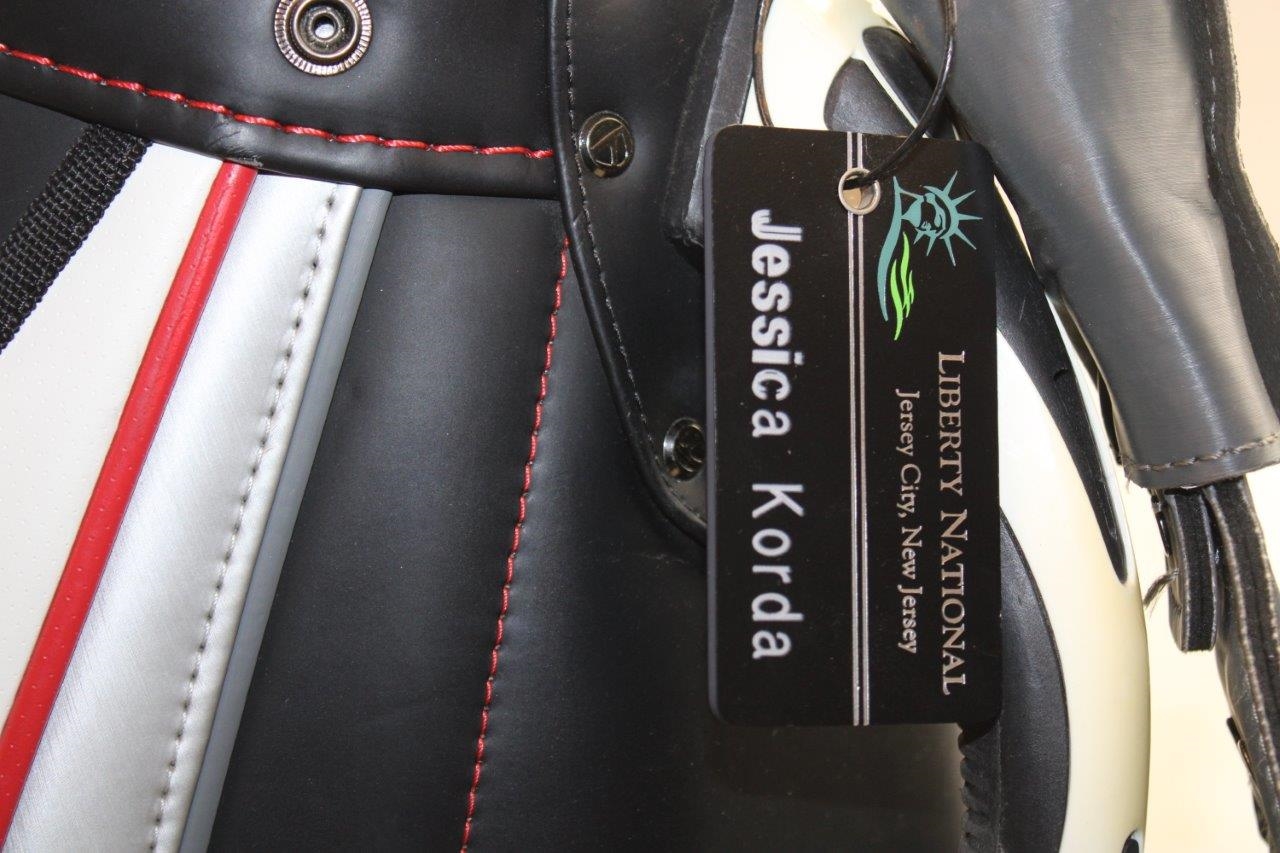 LIBERTY NATIONAL
Jersey City, New Jersey
Jessica Korda